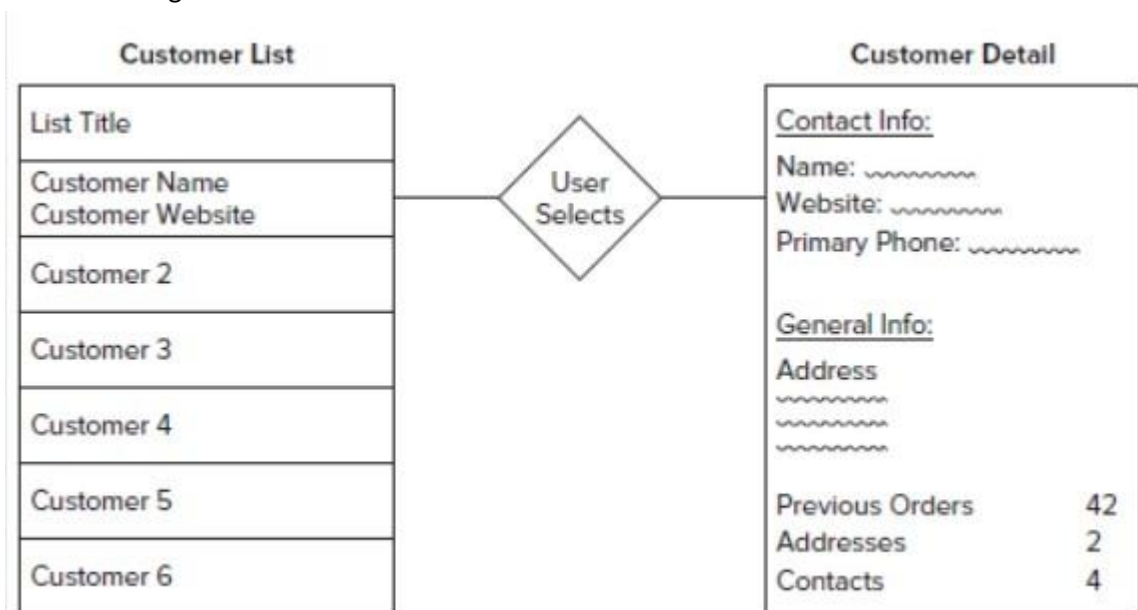 Customer List
List Title
Customer Name
Customer Website
Customer 2
Customer 3
Customer 4
Customer 5
Customer 6
User
Selects
Customer Detail
Contact Info:
Name:
Website:
Primary Phone:
General Info:
Address
Previous Orders 42
Addresses 2
Contacts 4